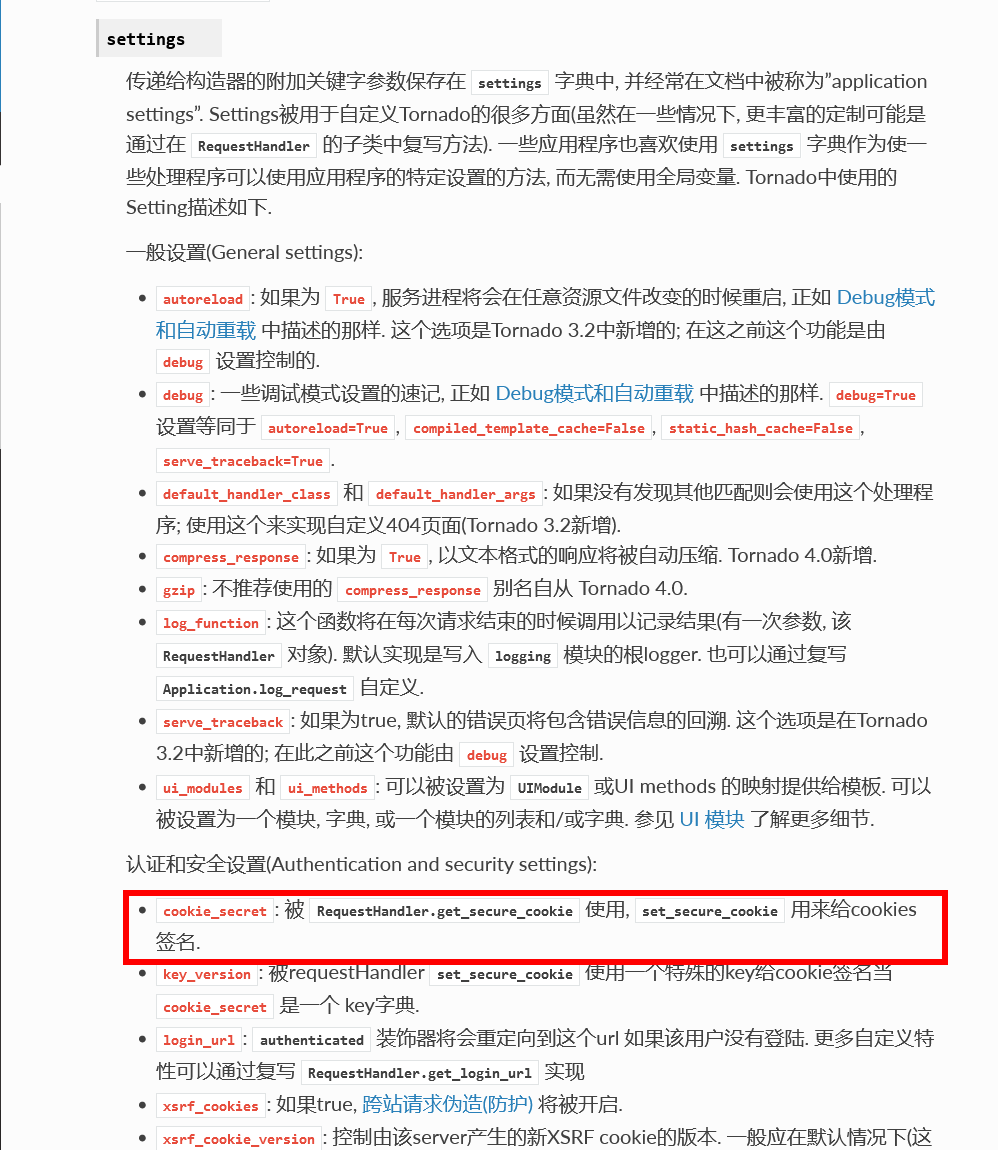 settings
传递给构造器的附加关键字参数保存在 settings 字典中, 并经常在文档中被称为”application
settings”. Settings被用于自定义Tornado的很多方面(虽然在一些情况下, 更丰富的定制可能是
通过在 RequestHandler 的子类中复写方法). 一些应用程序也喜欢使用 settings 字典作为使一
些处理程序可以使用应用程序的特定设置的方法, 而无需使用全局变量. Tornado中使用的
Setting描述如下.
一般设置(General settings):
• autoreload : 如果为 True , 服务进程将会在任意资源文件改变的时候重启, 正如 Debug模式
和自动重载 中描述的那样. 这个选项是Tornado 3.2中新增的; 在这之前这个功能是由
debug 设置控制的.
• debug : 一些调试模式设置的速记, 正如 Debug模式和自动重载 中描述的那样. debug=True
设置等同于 autoreload=True , compiled_template_cache=False , static_hash_cache=False ,
serve_traceback=True .
• default_handler_class 和 default_handler_args : 如果没有发现其他匹配则会使用这个处理程
序; 使用这个来实现自定义404页面(Tornado 3.2新增).
• compress_response : 如果为 True , 以文本格式的响应将被自动压缩. Tornado 4.0新增.
• gzip : 不推荐使用的 compress_response 别名自从 Tornado 4.0.
• log_function : 这个函数将在每次请求结束的时候调用以记录结果(有一次参数, 该
RequestHandler 对象). 默认实现是写入 logging 模块的根logger. 也可以通过复写
Application.log_request 自定义.
• serve_traceback : 如果为true, 默认的错误页将包含错误信息的回溯. 这个选项是在Tornado
3.2中新增的; 在此之前这个功能由 debug 设置控制.
• ui_modules 和 ui_methods : 可以被设置为 UIModule 或UI methods 的映射提供给模板. 可以
被设置为一个模块, 字典, 或一个模块的列表和/或字典. 参见 UI 模块 了解更多细节.
认证和安全设置(Authentication and security settings):
• cookie_secret : 被 RequestHandler.get_secure_cookie 使用, set_secure_cookie 用来给cookies
签名.
• key_version : 被requestHandler set_secure_cookie 使用一个特殊的key给cookie签名当
cookie_secret 是一个 key字典.
• login_url : authenticated 装饰器将会重定向到这个url 如果该用户没有登陆. 更多自定义特
性可以通过复写 RequestHandler.get_login_url 实现
• xsrf_cookies : 如果true, 跨站请求伪造(防护) 将被开启.
• xsrf_cookie_version : 控制由该server产生的新XSRF cookie的版本. 一般应在默认情况下(这